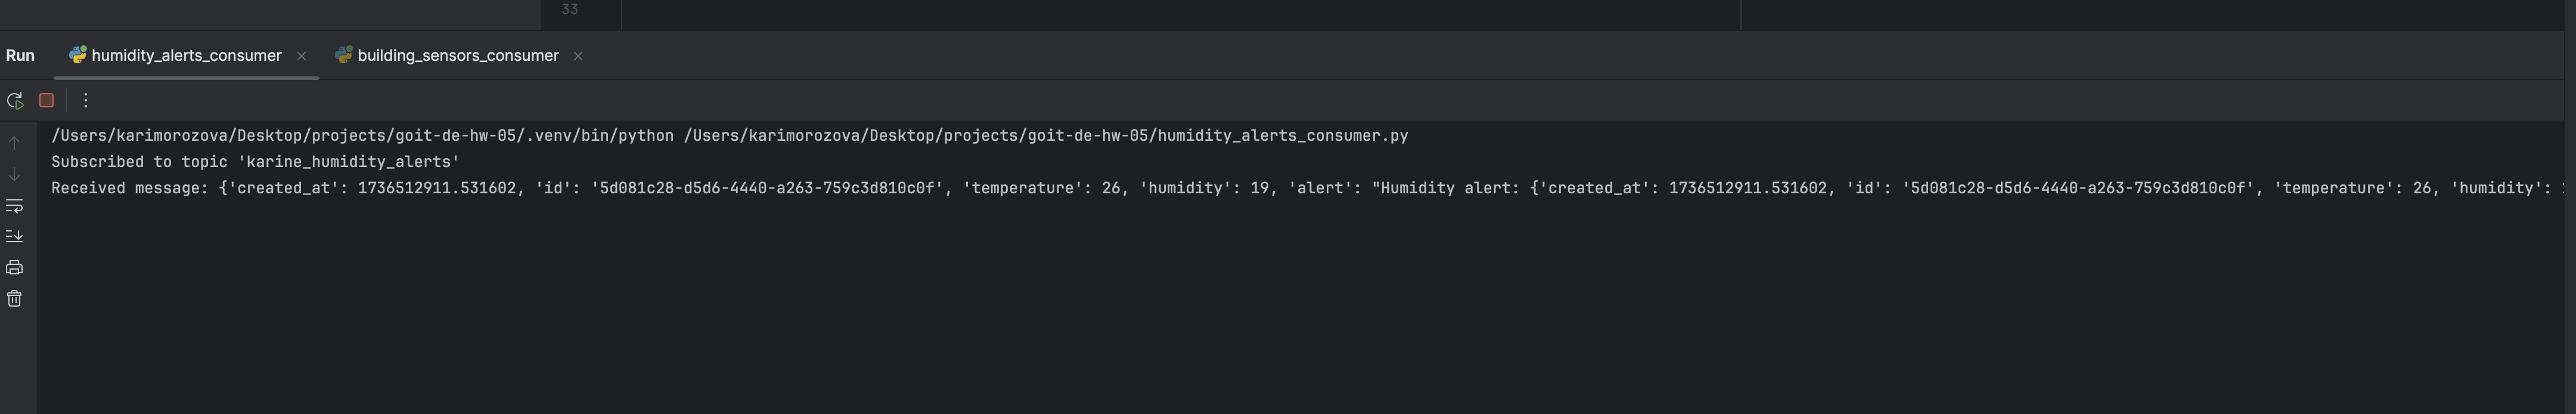 33
Run humidity_alerts_consumer building_sensors_consumer
/Users/karimorozova/Desktop/projects/goit-de-hw-05/.venv/bin/python /Users/karimorozova/Desktop/projects/goit-de-hw-05/humidity_alerts_consumer.py
Subscribed to topic 'karine_humidity_alerts'
Received message: {'created_at': 1736512911.531602, 'id': '5d081c28-d5d6-4440-a263-759c3d810c0f', 'temperature': 26, 'humidity': 19, 'alert': "Humidity alert: {'created_at': 1736512911.531602, 'id': '5d081c28-d5d6-4440-a263-759c3d810c0f', 'temperature': 26, 'humidity':